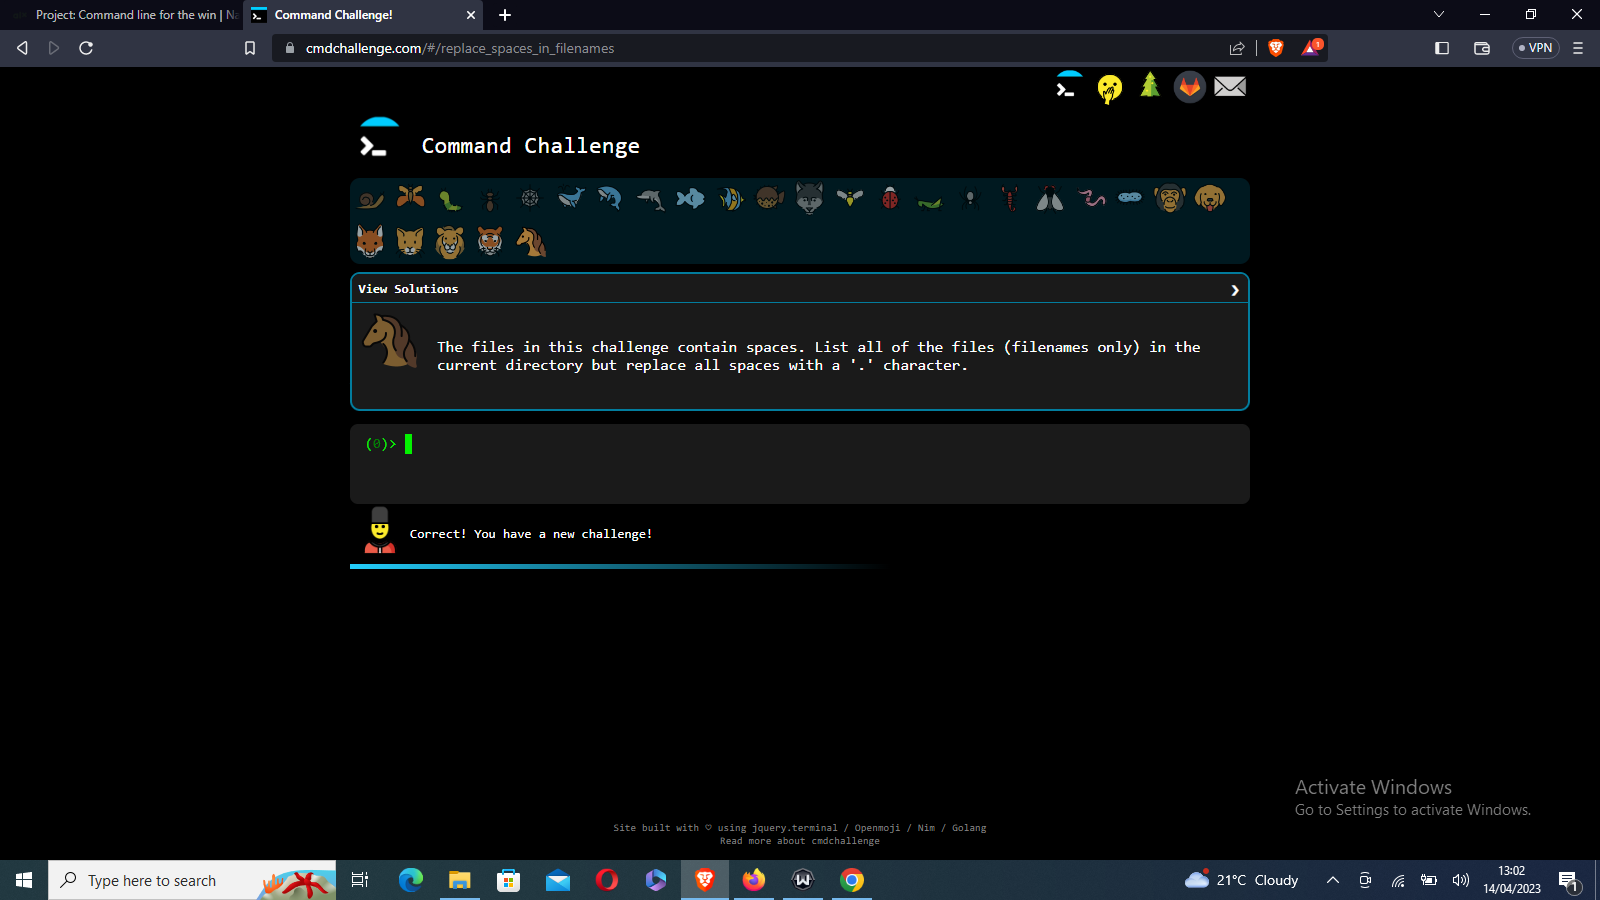 Project: Command line for the win | Na
Command Challenge!
cmdchallenge.com/#/replace_spaces_in_filenames
1
VPN
Command Challenge
View Solutions
The files in this challenge contain spaces. List all of the files (filenames only) in the
current directory but replace all spaces with a '.' character.
(0)>
Correct! You have a new challenge!
Activate Windows
Go to Settings to activate Windows.
Site built with ♡ using jquery.terminal / Openmoji / Nim / Golang
Read more about cmdchallenge
Type here to search
21°C Cloudy
13:02
14/04/2023
1